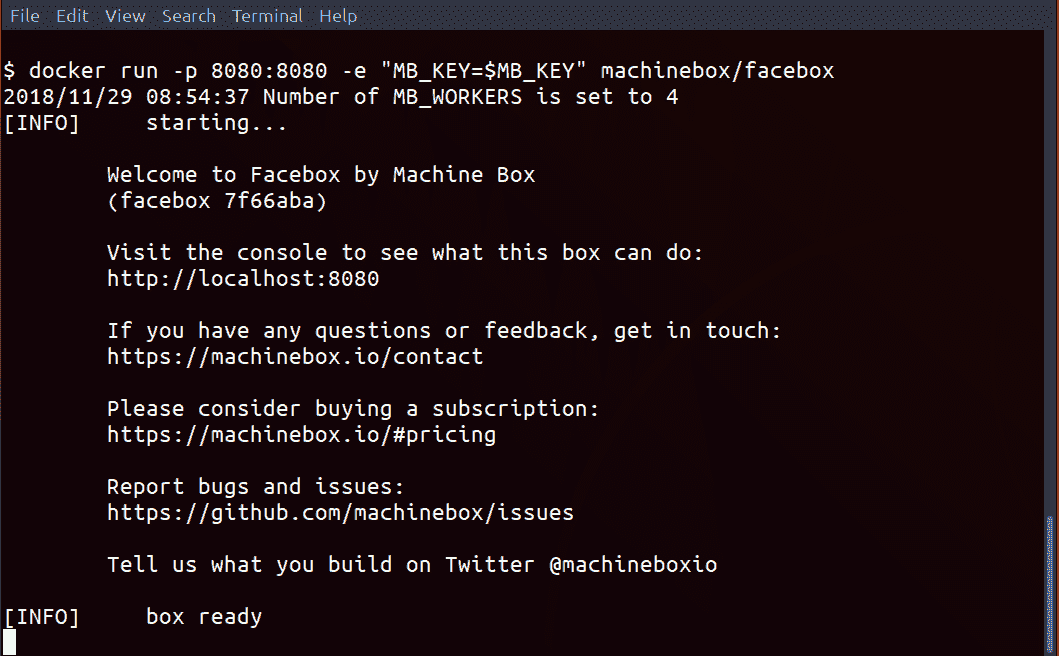 File Edit View Search Terminal Help
$ docker run -p 8080:8080 -e "MB_KEY=$MB_KEY" machinebox/facebox
2018/11/29 08:54:37 Number of MB_WORKERS is set to 4
[INFO] starting...
Welcome to Facebox by Machine Box
(facebox 7f66aba)
Visit the console to see what this box can do:
http://localhost:8080
If you have any questions or feedback, get in touch:
https://machinebox.io/contact
Please consider buying a subscription:
https://machinebox.io/#pricing
Report bugs and issues:
https://github.com/machinebox/issues
Tell us what you build on Twitter @machineboxio
[INFO] box ready